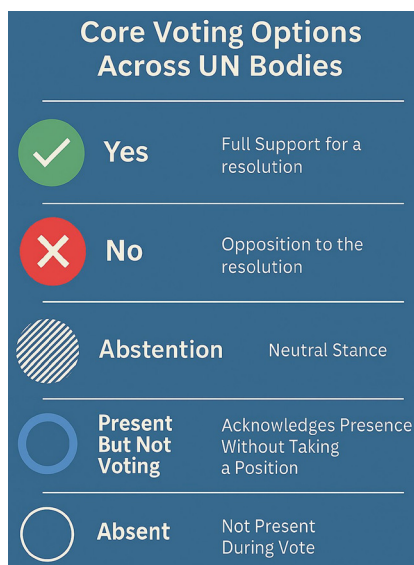 Core Voting Options
Across UN Bodies
Yes
Full Support for a
resolution
No
Opposition to the
resolution
Abstention
Neutral Stance
Present
But Not
Voting
Acknowledges Presence
Without Taking
a Position
Absent
Not Present
During Vote